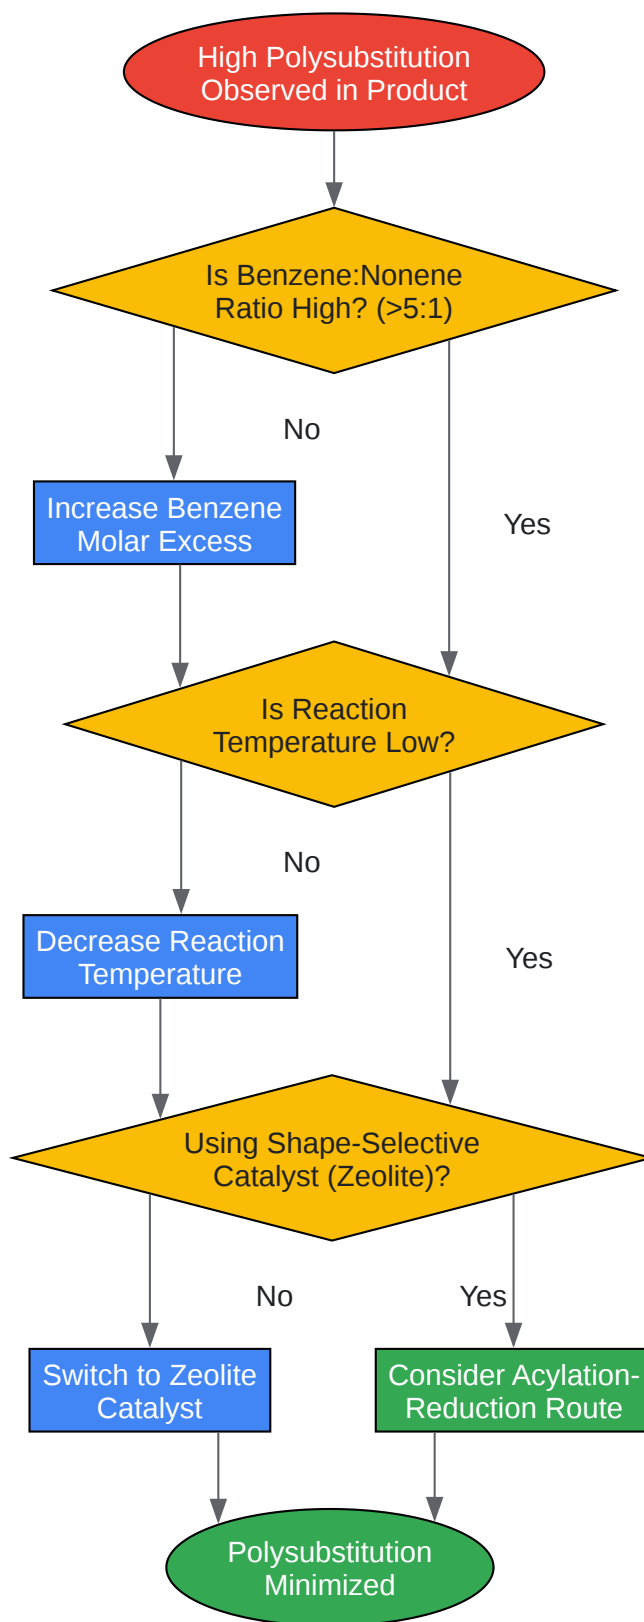 High Polysubstitution
Observed in Product
Is Benzene:Nonene
Ratio High? (>5:1)
No
Increase Benzene
Molar Excess
Yes
Is Reaction
Temperature Low?
No
Decrease Reaction
Temperature
Yes
Using Shape-Selective
Catalyst (Zeolite)?
No
Yes
Switch to Zeolite
Catalyst
Consider Acylation-
Reduction Route
Polysubstitution
Minimized